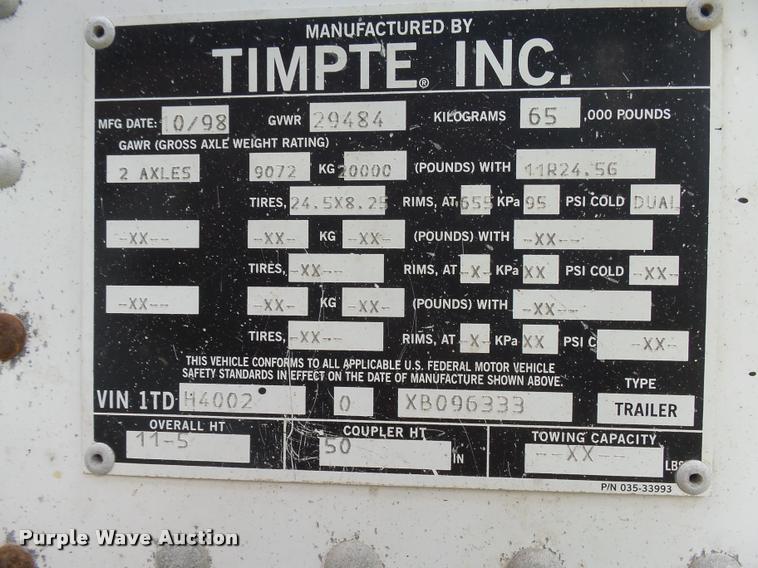 MANUFACTURED BY
TIMPTE® INC.
MFG DATE: 10/98 GVWR 29484 KILOGRAMS 65 ,000 POUNDS
GAWR (GROSS AXLE WEIGHT RATING)
2 AXLES 9072 KG 20000 (POUNDS) WITH 11R24.5G
TIRES, 24.5X8.25 RIMS, AT 655 KPa 95 PSI COLD DUAL
-XX-- -XX-- KG -XX-- (POUNDS) WITH -XX--
TIRES, -XX-- RIMS, AT -X- KPa XX PSI COLD -XX--
-XX-- -XX-- KG -XX-- (POUNDS) WITH -XX--
TIRES, -XX-- RIMS, AT -X- KPa XX PSI C --XX--
THIS VEHICLE CONFORMS TO ALL APPLICABLE U.S. FEDERAL MOTOR VEHICLE
SAFETY STANDARDS IN EFFECT ON THE DATE OF MANUFACTURE SHOWN ABOVE.
TYPE
VIN 1TD H4002 0 XB096333 TRAILER
OVERALL HT COUPLER HT TOWING CAPACITY
11-5 50 IN --XX-- LBS
P/N 035-33993
Purple Wave Auction